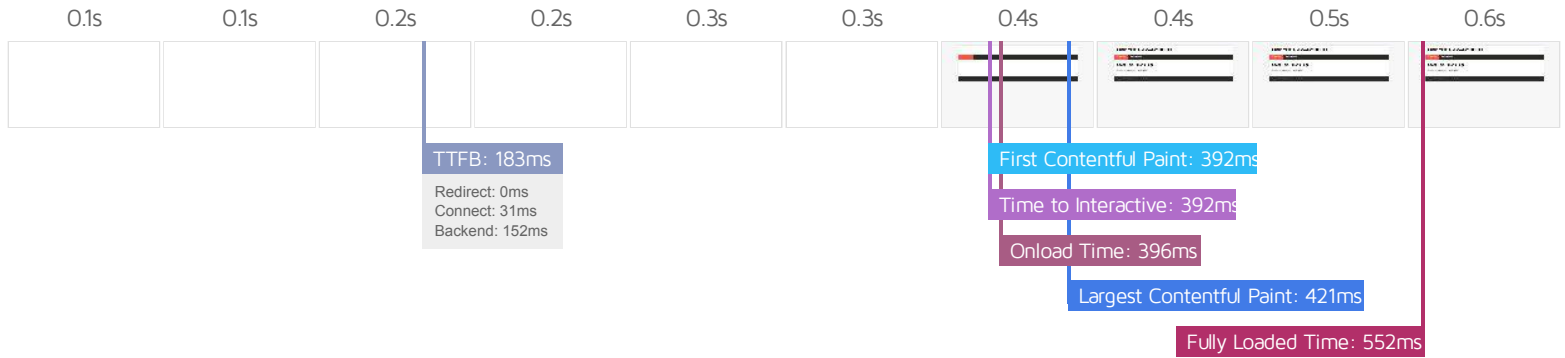 0.1s 0.1s 0.2s 0.2s 0.3s 0.3s 0.4s 0.4s 0.5s 0.6s
TTFB: 183ms
Redirect: 0ms
Connect: 31ms
Backend: 152ms
First Contentful Paint: 392ms
Time to Interactive: 392ms
Onload Time: 396ms
Largest Contentful Paint: 421ms
Fully Loaded Time: 552ms